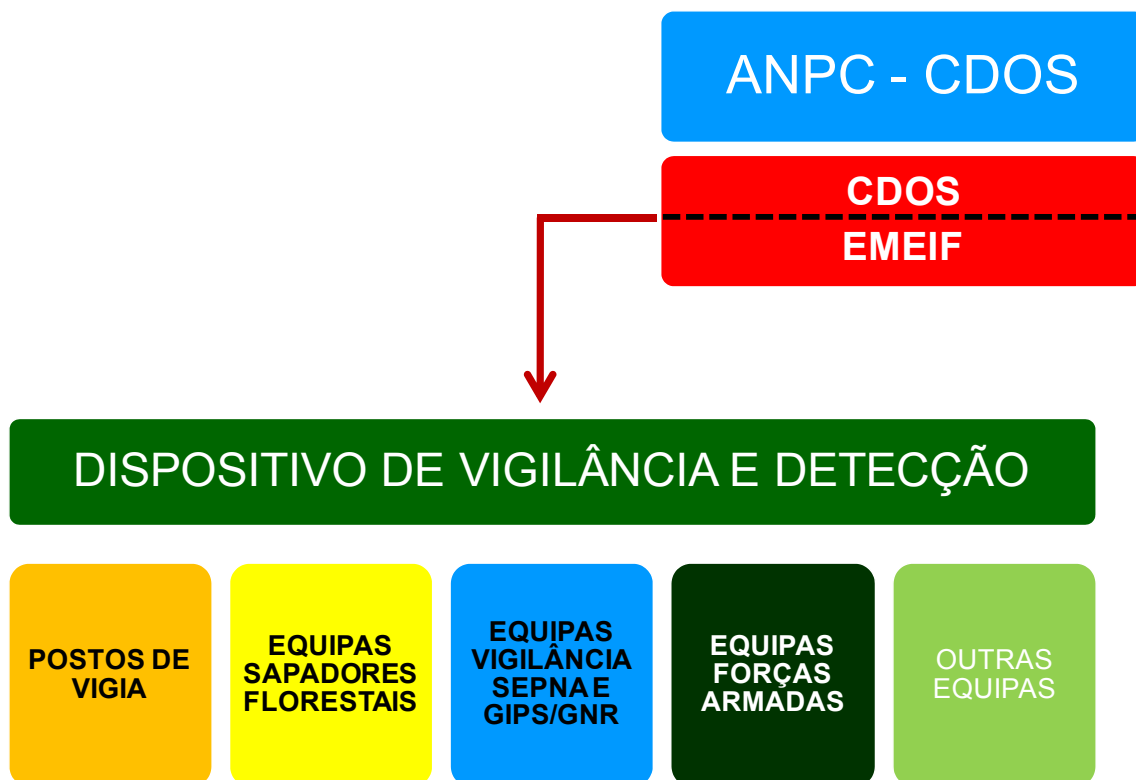 ANPC - CDOS
CDOS
EMEIF
DISPOSITIVO DE VIGILÂNCIA E DETECÇÃO
POSTOS DE
VIGIA
EQUIPAS
SAPADORES
FLORESTAIS
EQUIPAS
VIGILÂNCIA
SEPNA E
GIPS/GNR
EQUIPAS
FORÇAS
ARMADAS
OUTRAS
EQUIPAS